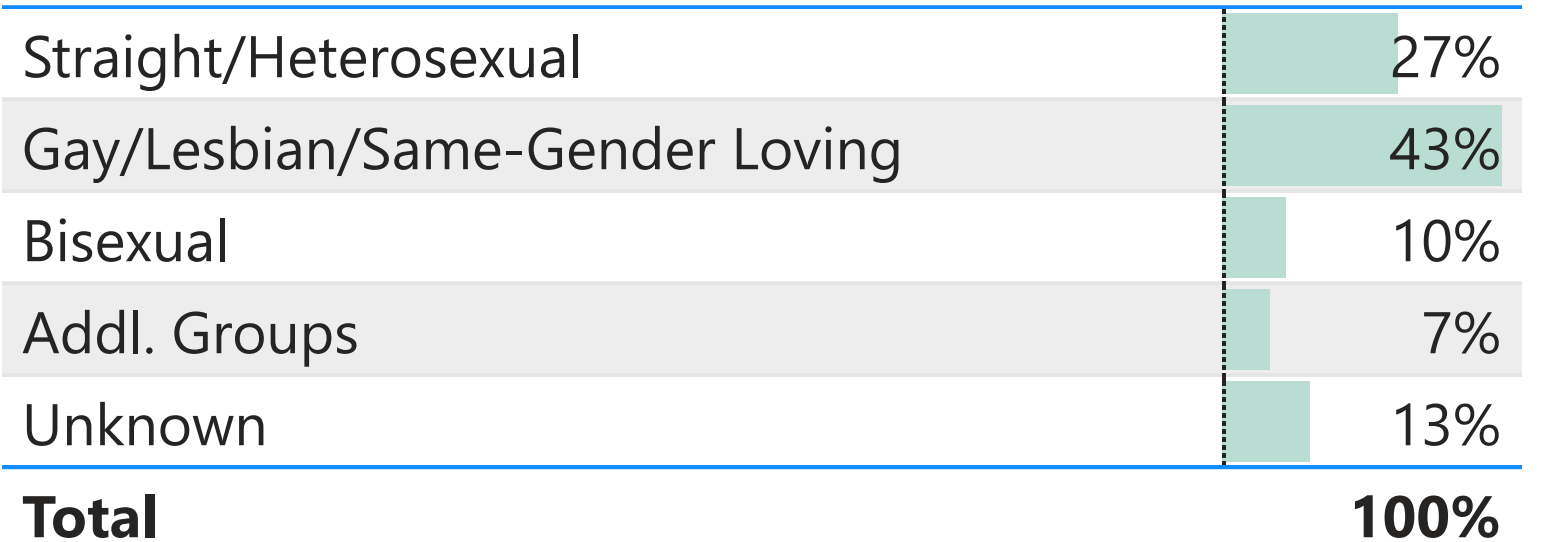 Straight/Heterosexual 27%
Gay/Lesbian/Same-Gender Loving 43%
Bisexual 10%
Addl. Groups 7%
Unknown 13%
Total 100%